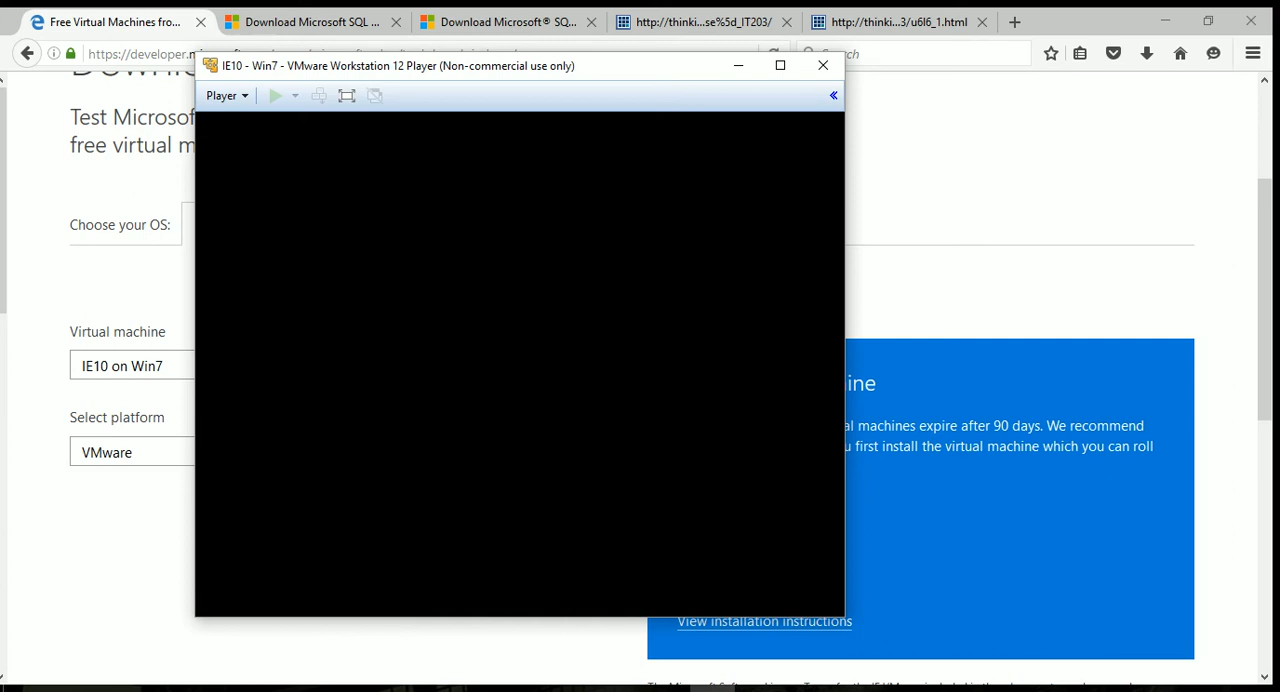 Free Virtual Machines fro...
Download Microsoft SQL ...
Download Microsoft® SQ...
http://thinki...se%5d_IT203/
http://thinki...3/u6l6_1.html
https://developer.
Search
IE10 - Win7 - VMware Workstation 12 Player (Non-commercial use only)
Player
Test Microsof
free virtual m
Choose your OS:
Virtual machine
IE10 on Win7
Select platform
VMware
ine
al machines expire after 90 days. We recommend
u first install the virtual machine which you can roll
View installation instructions